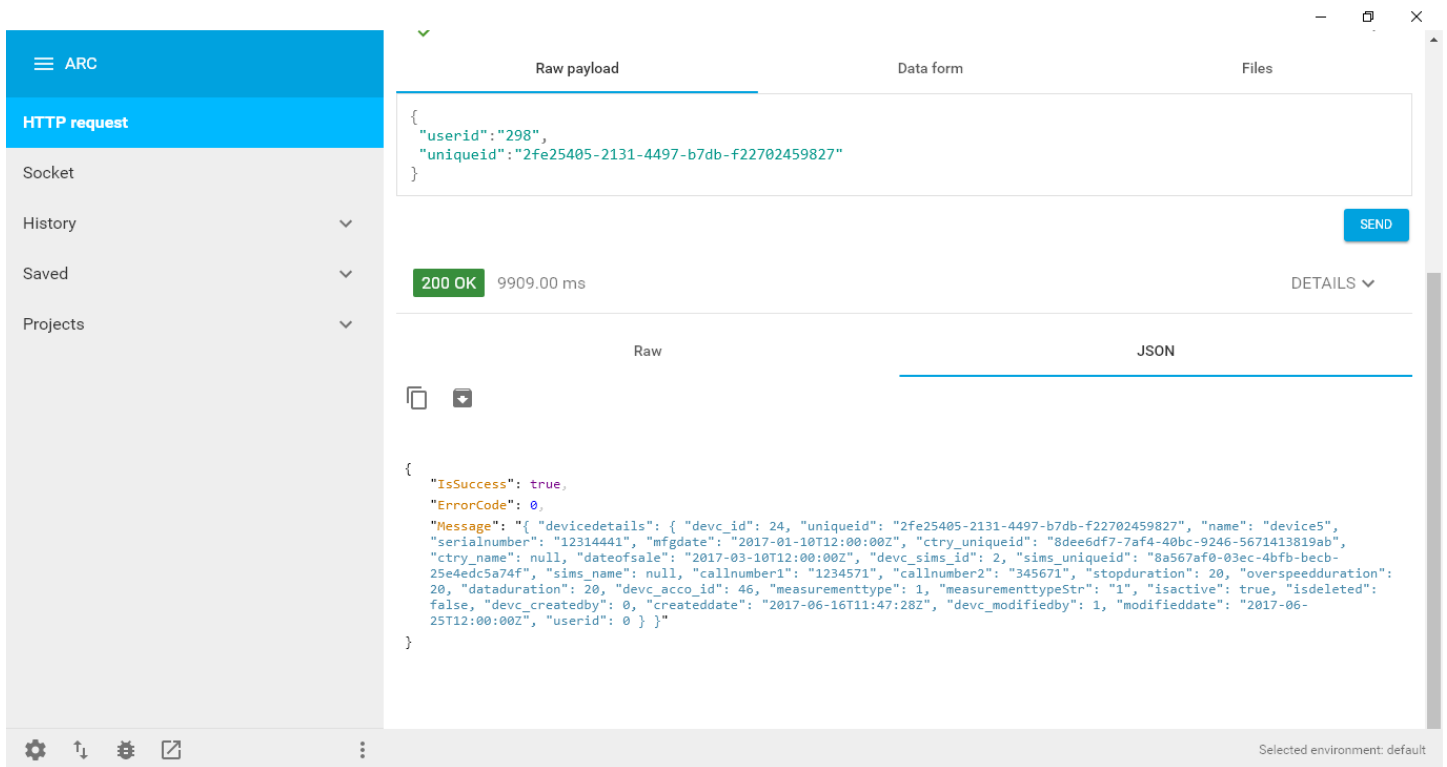 ARC
HTTP request
Socket
History
Saved
Projects
Raw payload
Data form
Files
{
"userid":"298",
"uniqueid":"2fe25405-2131-4497-b7db-f22702459827"
}
SEND
200 OK
9909.00 ms
DETAILS
Raw
JSON
{
"IsSuccess": true,
"ErrorCode": 0,
"Message": "{ "devicedetails": { "devc_id": 24, "uniqueid": "2fe25405-2131-4497-b7db-f22702459827", "name": "device5",
"serialnumber": "12314441", "mfgdate": "2017-01-10T12:00:00Z", "ctry_uniqueid": "8dee6df7-7af4-40bc-9246-5671413819ab",
"ctry_name": null, "dateofsale": "2017-03-10T12:00:00Z", "devc_sims_id": 2, "sims_uniqueid": "8a567af0-03ec-4bfb-becb-
25e4edc5a74f", "sims_name": null, "callnumber1": "1234571", "callnumber2": "345671", "stopduration": 20, "overspeedduration":
20, "dataduration": 20, "devc_acco_id": 46, "measurementtype": 1, "measurementtypeStr": "1", "isactive": true, "isdeleted":
false, "devc_createdby": 0, "createddate": "2017-06-16T11:47:28Z", "devc_modifiedby": 1, "modifieddate": "2017-06-
25T12:00:00Z", "userid": 0 } }"
}
Selected environment: default